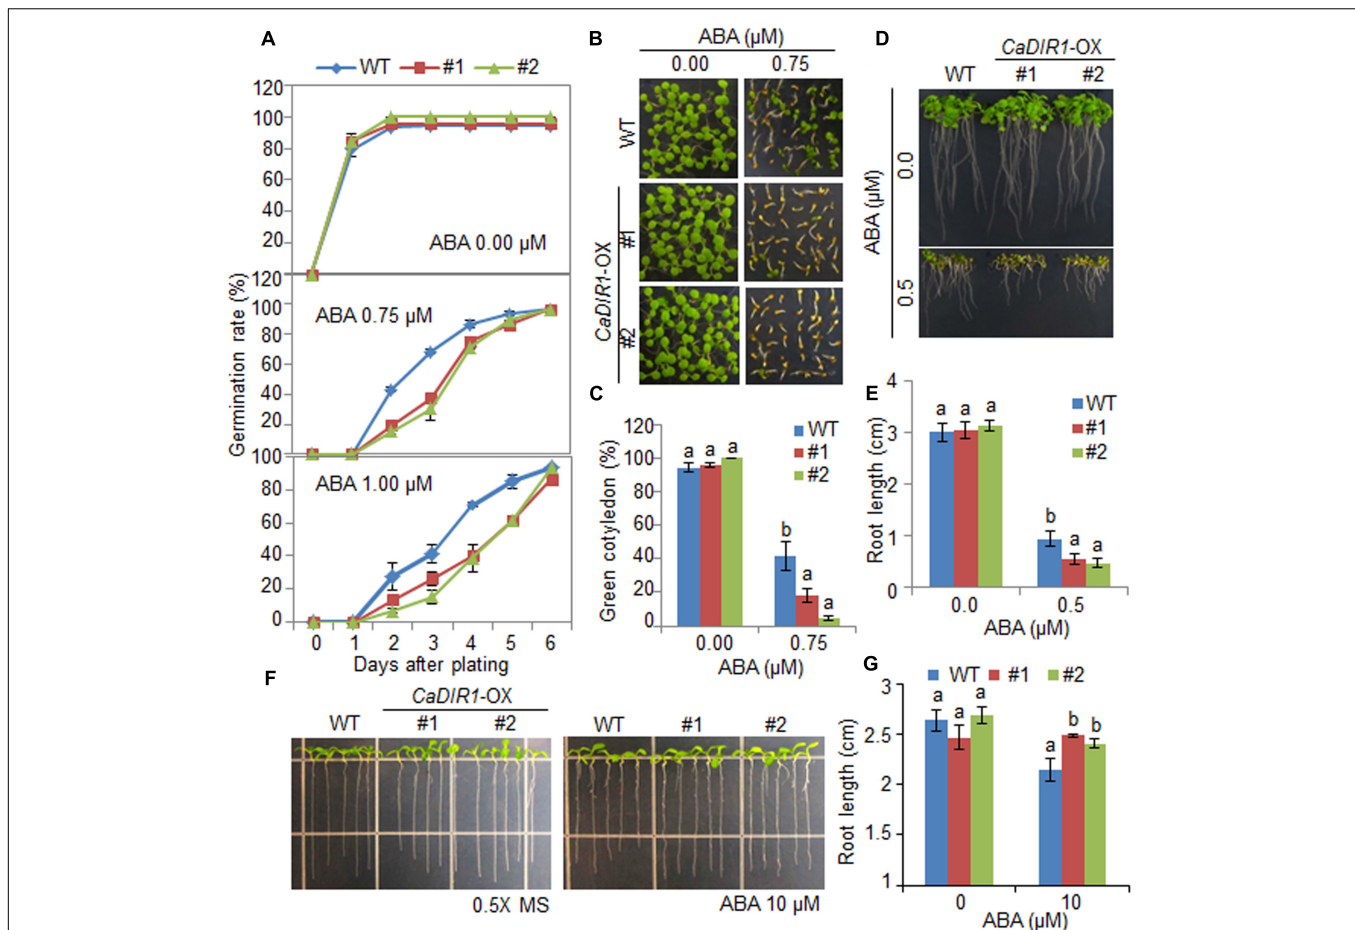 A
WT #1 #2
120
100
80
60
40
20
ABA 0.00 µM
Germination rate (%)
100
80
60
40
20
ABA 0.75 µM
100
80
60
40
20
0
ABA 1.00 µM
0 1 2 3 4 5 6
Days after plating
B
ABA (µM)
0.00 0.75
WT
CaDIR1-OX
#1
#2
C
Green cotyledon (%)
120
100
80
60
40
20
0
WT
#1
#2
a a a
b a a
0.00 0.75
ABA (µM)
D
CaDIR1-OX
WT #1 #2
ABA (µM)
0.0
0.5
E
Root length (cm)
4
3
2
1
0
WT
#1
#2
a a a
b a a
0.0 0.5
ABA (µM)
F
CaDIR1-OX
WT #1 #2
WT #1 #2
0.5X MS
ABA 10 µM
G
WT #1 #2
Root length (cm)
3
2.5
2
1.5
1
a a a
a b b
0 10
ABA (µM)